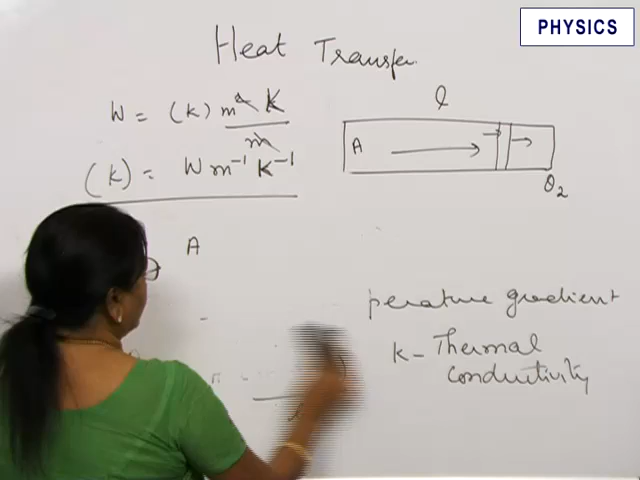 PHYSICS
Heat Transfer
W = (k) m² K / m
(k) = W m⁻¹ K⁻¹
l
A
θ₂
A
perature gradient
k - Thermal
conductivity